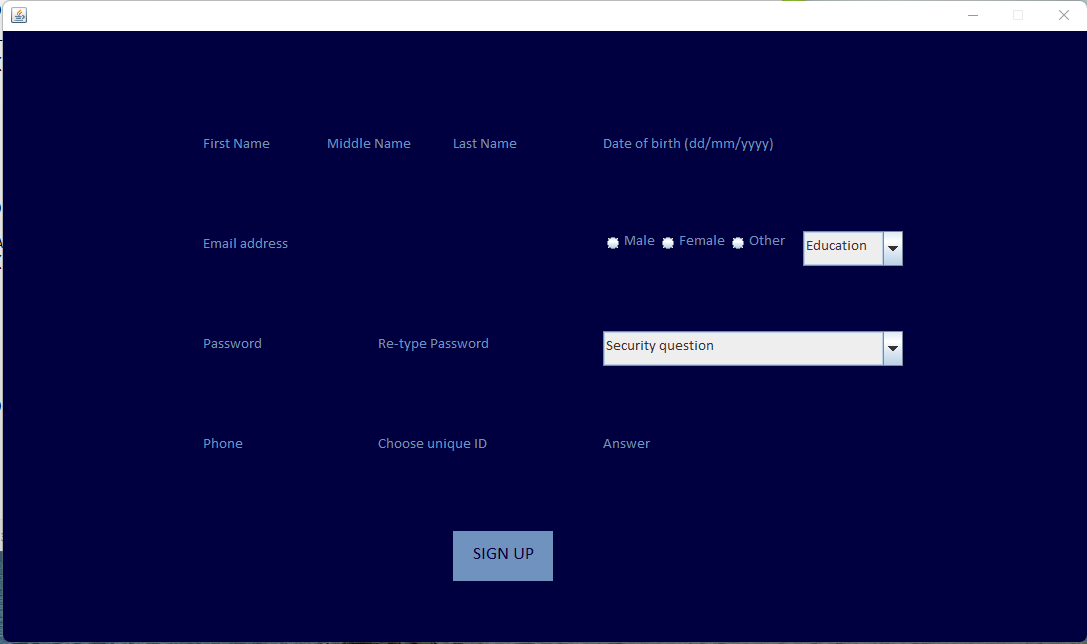 First Name Middle Name Last Name Date of birth (dd/mm/yyyy)
Email address Male Female Other Education
Password Re-type Password Security question
Phone Choose unique ID Answer
SIGN UP